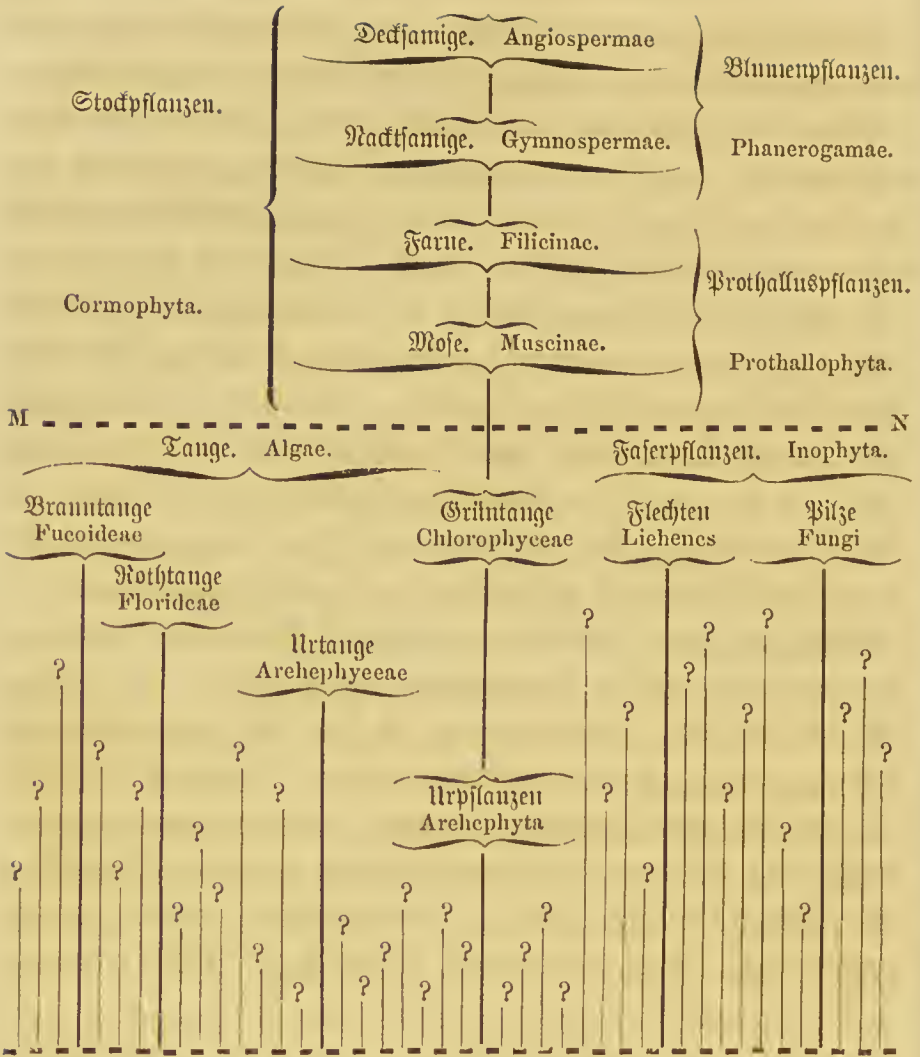 Deckſamige. Angiospermae
Blumenpflanzen.
Stockpflanzen.
Nacktſamige. Gymnospermae.
Phanerogamae.
Farne. Filicinae.
Prothalluspflanzen.
Cormophyta.
Moſe. Muscinae.
Prothallophyta.
M N
Tange. Algae.
Faſerpflanzen. Inophyta.
Brauntange
Fucoideae
Grüntange
Chlorophyceae
Flechten
Lichenes
Pilze
Fungi
Rothtange
Florideae
? ?
?
Urtange
Archephyceae
? ?
?
? ? ?
? ? ?
Urpflanzen
Archephyta
? ? ? ? ?
? ?
? ? ?
? ? ? ? ? ?
? ? ? ? ?
? ? ? ? ?